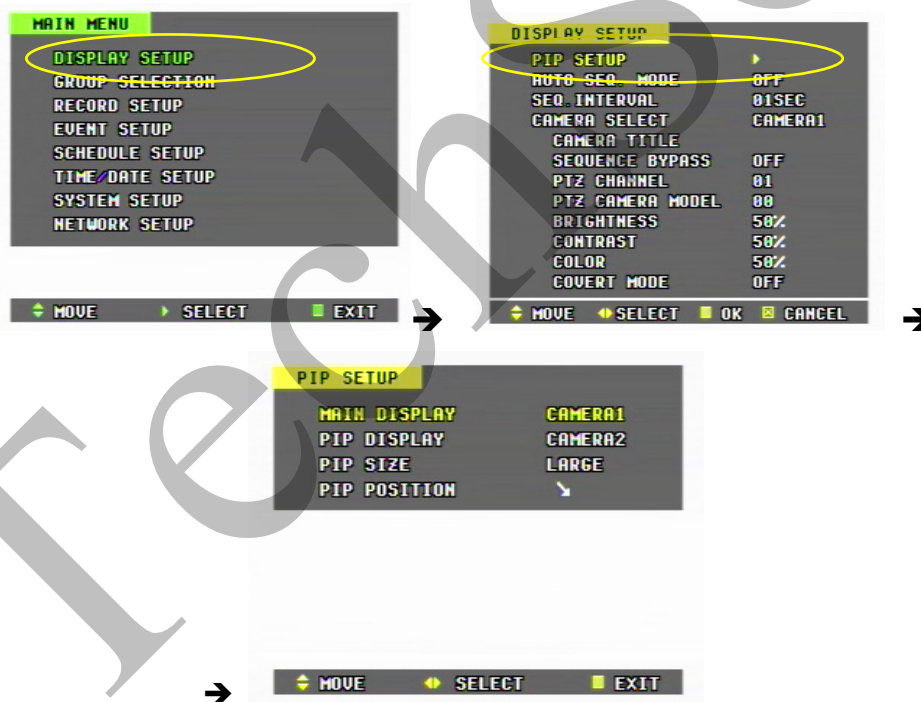 MAIN MENU
DISPLAY SETUP
GROUP SELECTION
RECORD SETUP
EVENT SETUP
SCHEDULE SETUP
TIME/DATE SETUP
SYSTEM SETUP
NETWORK SETUP
MOVE SELECT EXIT
DISPLAY SETUP
PIP SETUP
AUTO SEQ. MODE OFF
SEQ.INTERVAL 01SEC
CAMERA SELECT CAMERA1
CAMERA TITLE
SEQUENCE BYPASS OFF
PTZ CHANNEL 01
PTZ CAMERA MODEL 00
BRIGHTNESS 50%
CONTRAST 50%
COLOR 50%
COVERT MODE OFF
MOVE SELECT OK CANCEL
PIP SETUP
MAIN DISPLAY CAMERA1
PIP DISPLAY CAMERA2
PIP SIZE LARGE
PIP POSITION
MOVE SELECT EXIT